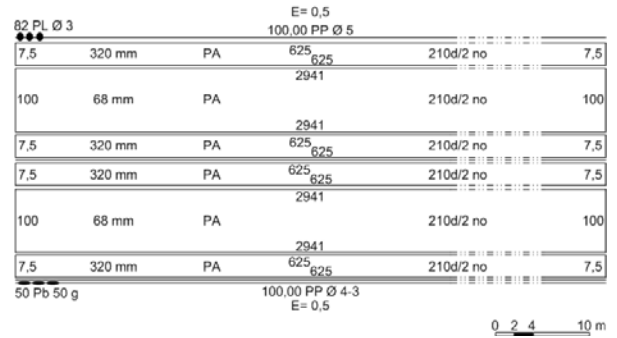 E= 0,5
82 PL Ø 3
100,00 PP Ø 5
7,5 320 mm PA 625 625 210d/2 no 7,5
2941
100 68 mm PA 210d/2 no 100
2941
7,5 320 mm PA 625 625 210d/2 no 7,5
7,5 320 mm PA 625 625 210d/2 no 7,5
2941
100 68 mm PA 210d/2 no 100
2941
7,5 320 mm PA 625 625 210d/2 no 7,5
50 Pb 50 g 100,00 PP Ø 4-3
E= 0,5
0 2 4 10 m